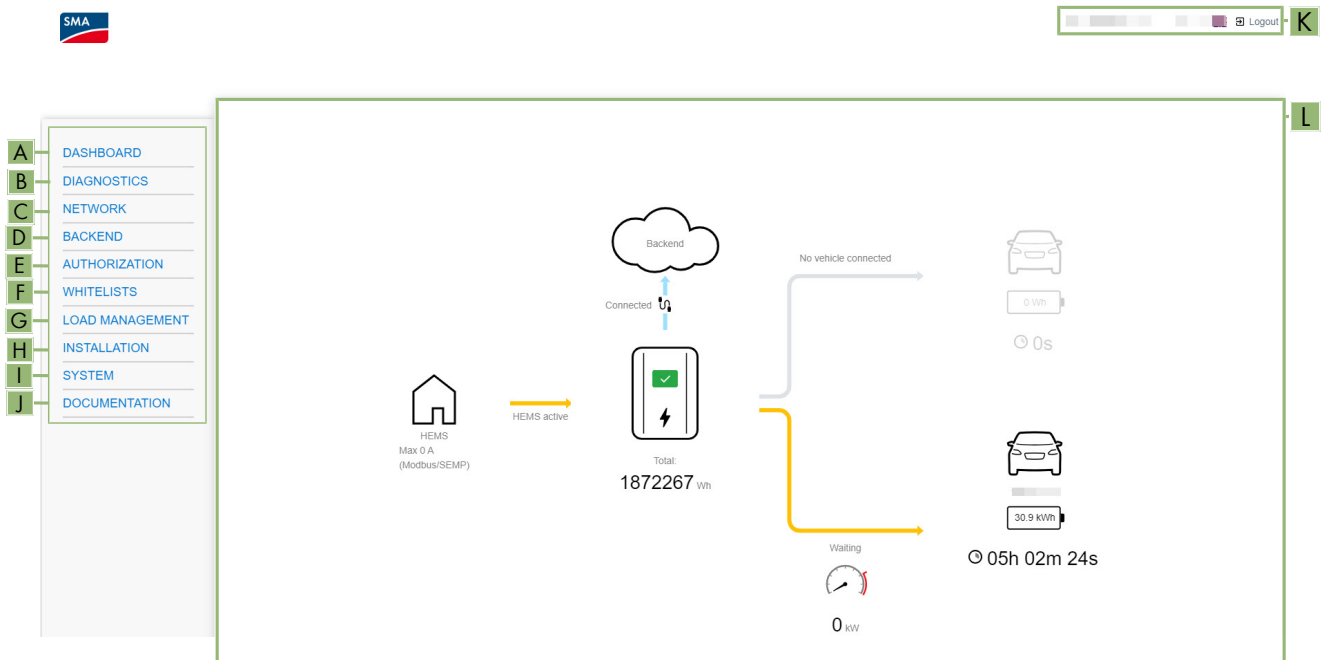 SMA
Logout
K
L
A DASHBOARD
B DIAGNOSTICS
C NETWORK
D BACKEND
E AUTHORIZATION
F WHITELISTS
G LOAD MANAGEMENT
H INSTALLATION
I SYSTEM
J DOCUMENTATION
Backend
Connected
No vehicle connected
0 Wh
0s
HEMS active
HEMS
Max 0 A
(Modbus/SEMP)
Total:
1872267 Wh
30.9 kWh
05h 02m 24s
Waiting
0 kW